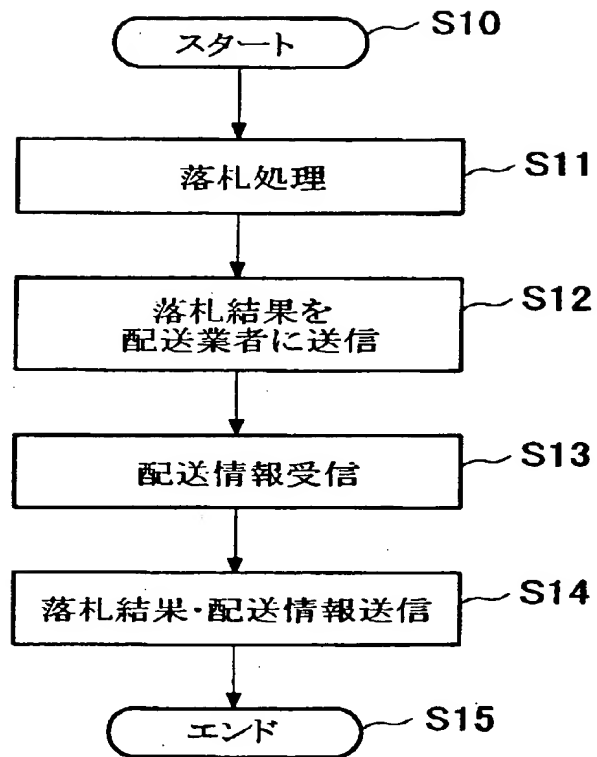 スタート
S10
落札処理
S11
落札結果を
配送業者に送信
S12
配送情報受信
S13
落札結果・配送情報送信
S14
エンド
S15